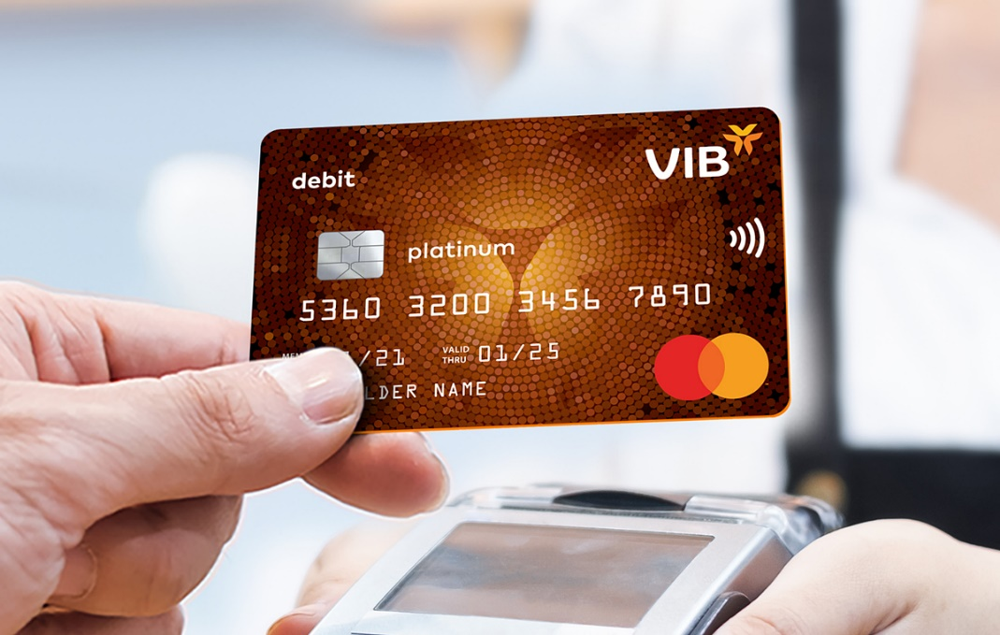 debit
VIB
platinum
5360 3200 3456 7890
/21 VALID THRU 01/25
LDER NAME